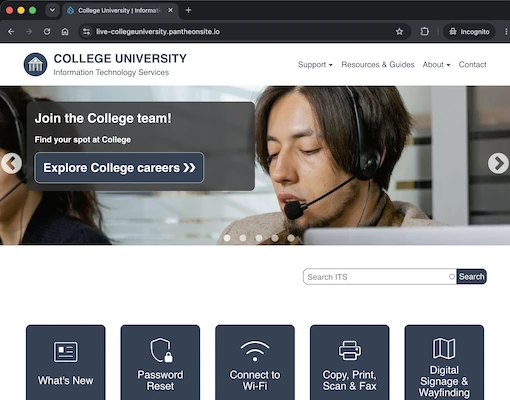 College University | Informati
live-collegeuniversity.pantheonsite.io
Incognito
COLLEGE UNIVERSITY
Information Technology Services
Support
Resources & Guides
About
Contact
Join the College team!
Find your spot at College
Explore College careers ❯❯
Search ITS
Search
What's New
Password
Reset
Connect to
Wi-Fi
Copy, Print,
Scan & Fax
Digital
Signage &
Wayfinding